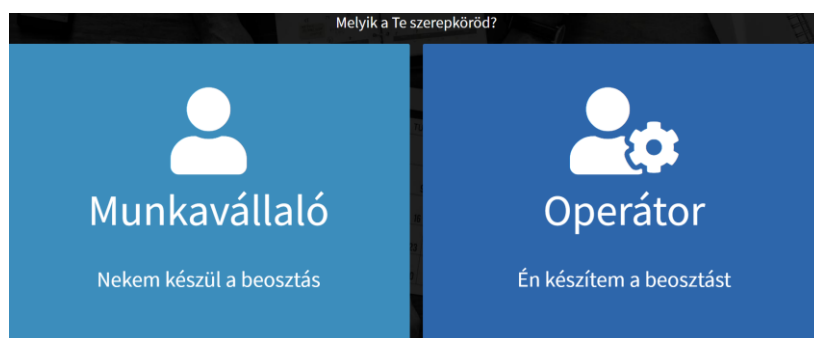 Melyik a Te szerepköröd?
Munkavállaló
Nekem készül a beosztás
Operátor
Én készítem a beosztást